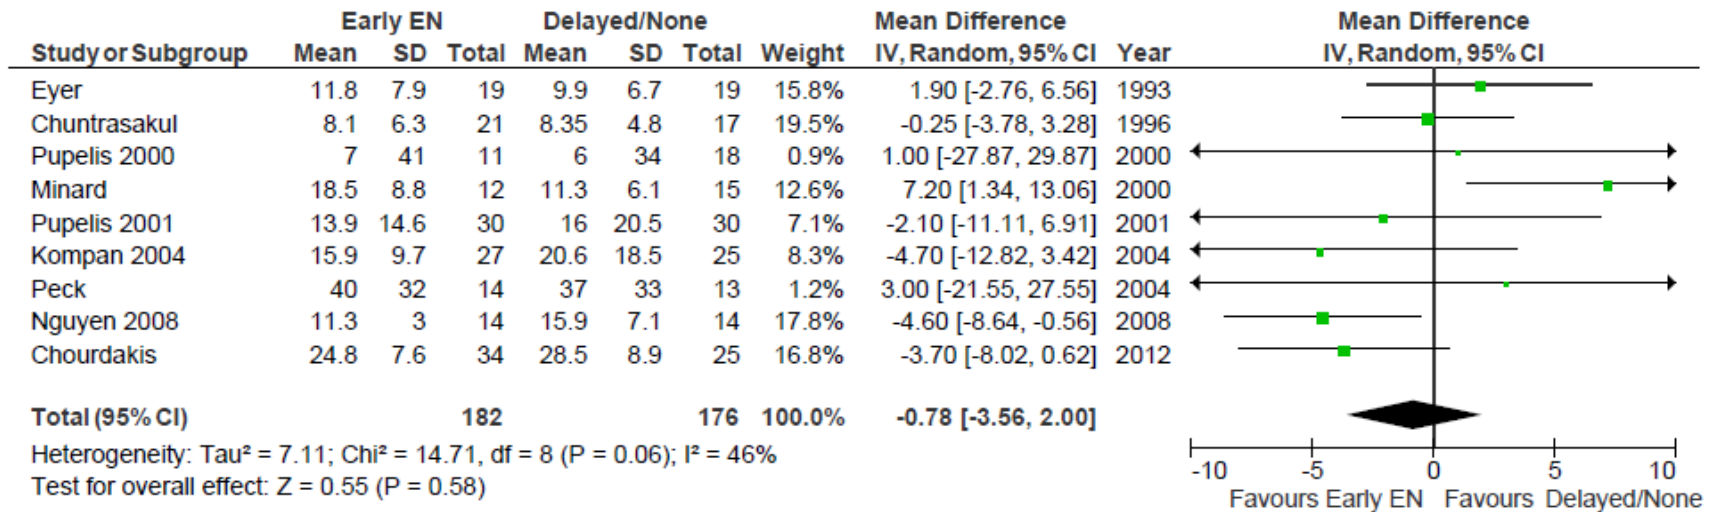 Early EN Delayed/None Mean Difference Mean Difference
Study or Subgroup Mean SD Total Mean SD Total Weight IV, Random, 95% CI Year IV, Random, 95% CI
Eyer 11.8 7.9 19 9.9 6.7 19 15.8% 1.90 [-2.76, 6.56] 1993
Chuntrasakul 8.1 6.3 21 8.35 4.8 17 19.5% -0.25 [-3.78, 3.28] 1996
Pupelis 2000 7 41 11 6 34 18 0.9% 1.00 [-27.87, 29.87] 2000
Minard 18.5 8.8 12 11.3 6.1 15 12.6% 7.20 [1.34, 13.06] 2000
Pupelis 2001 13.9 14.6 30 16 20.5 30 7.1% -2.10 [-11.11, 6.91] 2001
Kompan 2004 15.9 9.7 27 20.6 18.5 25 8.3% -4.70 [-12.82, 3.42] 2004
Peck 40 32 14 37 33 13 1.2% 3.00 [-21.55, 27.55] 2004
Nguyen 2008 11.3 3 14 15.9 7.1 14 17.8% -4.60 [-8.64, -0.56] 2008
Chourdakis 24.8 7.6 34 28.5 8.9 25 16.8% -3.70 [-8.02, 0.62] 2012
Total (95% CI) 182 176 100.0% -0.78 [-3.56, 2.00]
Heterogeneity: Tau² = 7.11; Chi² = 14.71, df = 8 (P = 0.06); I² = 46%
Test for overall effect: Z = 0.55 (P = 0.58)
-10 -5 0 5 10
Favours Early EN Favours Delayed/None